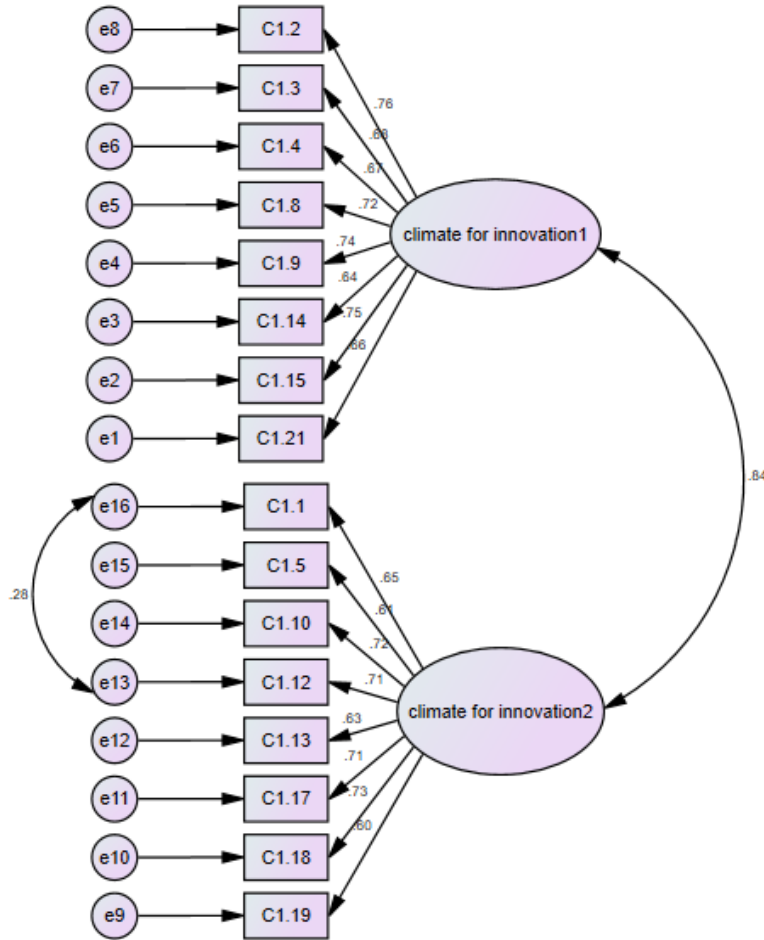 e8 C1.2
.76
e7 C1.3
.68
e6 C1.4
.67
e5 C1.8
.72
climate for innovation1
e4 C1.9
.74
.64
e3 C1.14
.75
.66
e2 C1.15
e1 C1.21
.84
e16 C1.1
.65
e15 C1.5
.28
.61
e14 C1.10
.72
e13 C1.12
.71
climate for innovation2
e12 C1.13
.63
.71
e11 C1.17
.73
.60
e10 C1.18
e9 C1.19